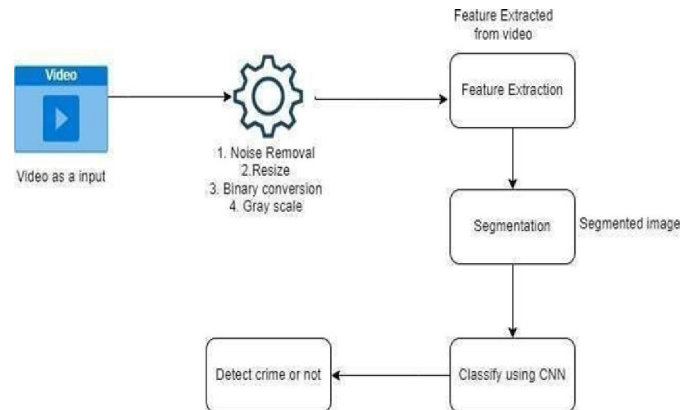 Feature Extracted
from video
Video
Feature Extraction
Video as a input
1. Noise Removal
2.Resize
3. Binary conversion
4. Gray scale
Segmentation
Segmented image
Classify using CNN
Detect crime or not